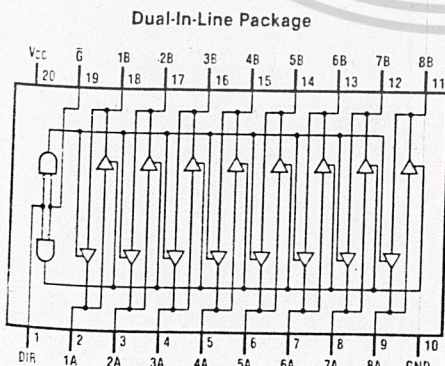 Dual-In-Line Package
VCC G 1B 2B 3B 4B 5B 6B 7B 8B
20 19 18 17 16 15 14 13 12 11
1 2 3 4 5 6 7 8 9 10
DIR 1A 2A 3A 4A 5A 6A 7A 8A GND